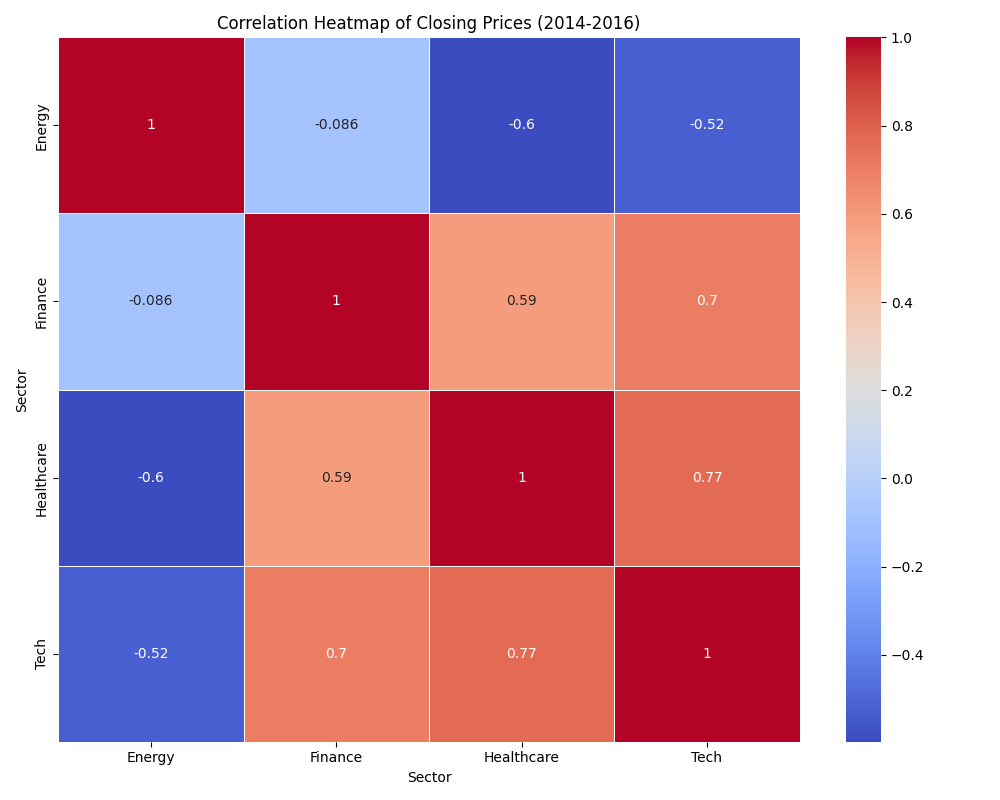 Correlation Heatmap of Closing Prices (2014-2016)
Sector
Energy
1
-0.086
-0.6
-0.52
Finance
-0.086
1
0.59
0.7
Healthcare
-0.6
0.59
1
0.77
Tech
-0.52
0.7
0.77
1
Energy
Finance
Healthcare
Tech
Sector
1.0
0.8
0.6
0.4
0.2
0.0
−0.2
−0.4